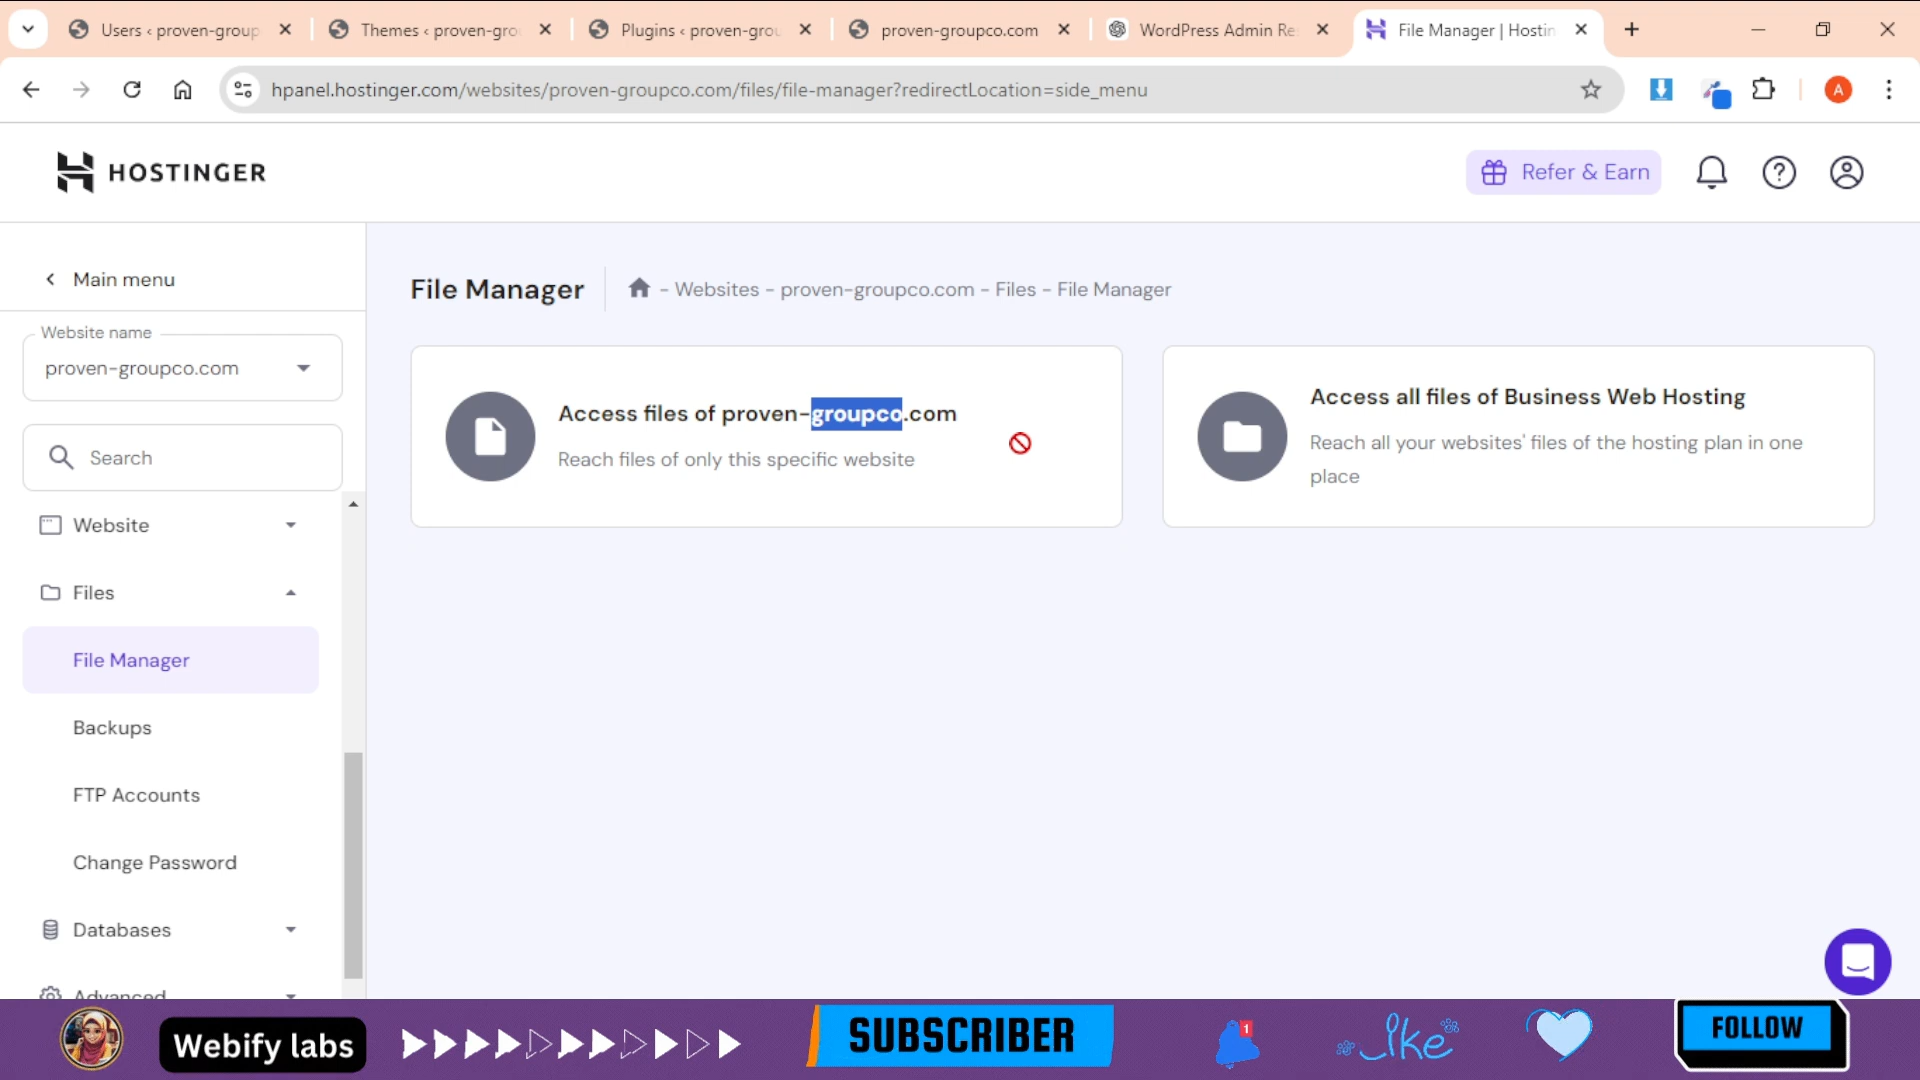 Users ‹ proven-group
Themes ‹ proven-gro
Plugins ‹ proven-grou
proven-groupco.com
WordPress Admin Re
File Manager | Hostin
hpanel.hostinger.com/websites/proven-groupco.com/files/file-manager?redirectLocation=side_menu
A
HOSTINGER
Refer & Earn
Main menu
File Manager
- Websites - proven-groupco.com - Files - File Manager
Website name
proven-groupco.com
Search
Access files of proven-groupco.com
Reach files of only this specific website
Access all files of Business Web Hosting
Reach all your websites' files of the hosting plan in one
place
Website
Files
File Manager
Backups
FTP Accounts
Change Password
Databases
Advanced
Webify labs
SUBSCRIBER
1
Like
FOLLOW